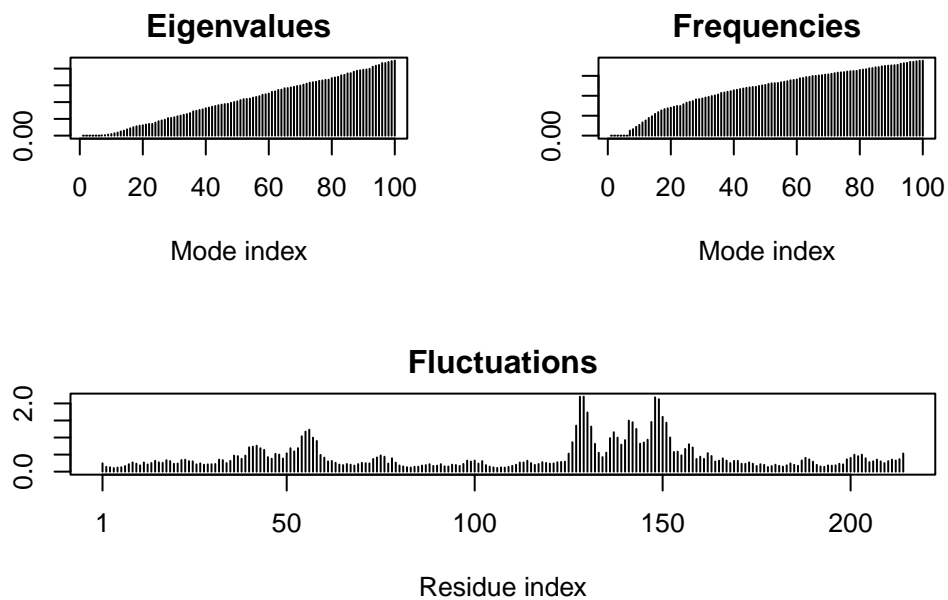 Eigenvalues
0.00
0 20 40 60 80 100
Mode index
Frequencies
0.00
0 20 40 60 80 100
Mode index
Fluctuations
0.0 2.0
1 50 100 150 200
Residue index